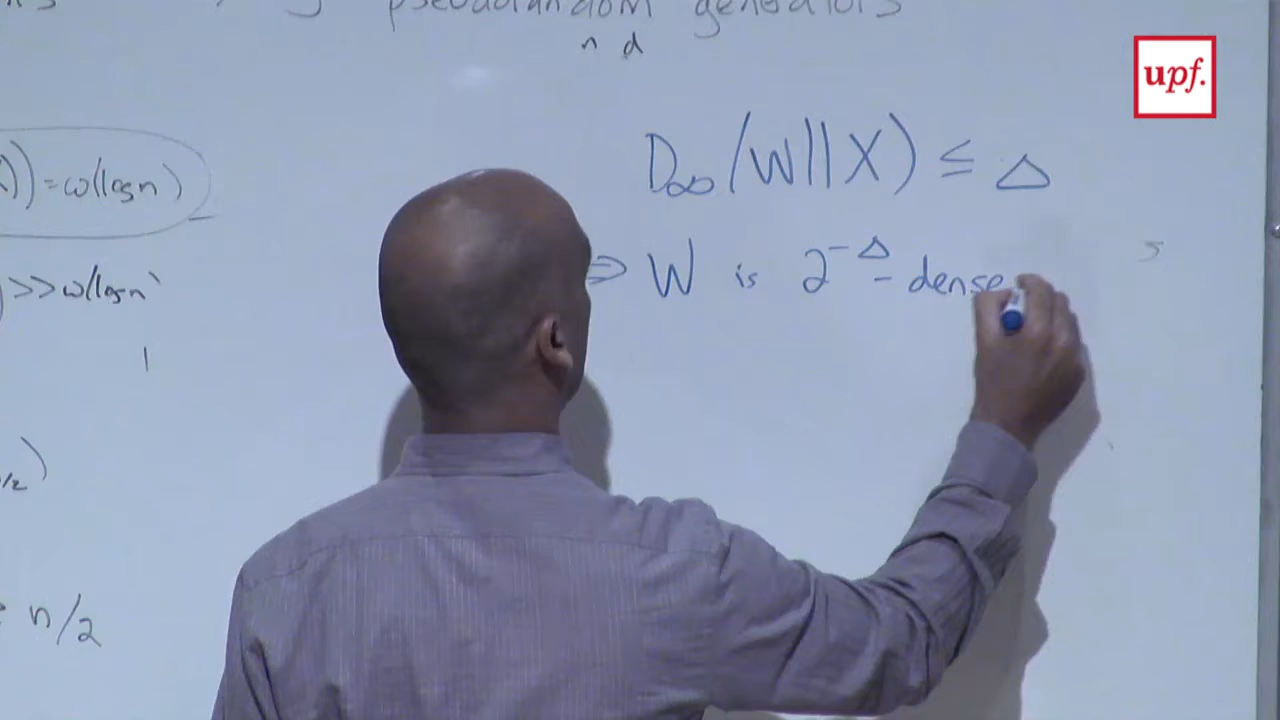 pseudorandom generators
n d
upf.
D∞(W||X) ≤ Δ
)) = ω(log n)
⇒ W is 2^-Δ - dense
>> ω(log n)
n/2